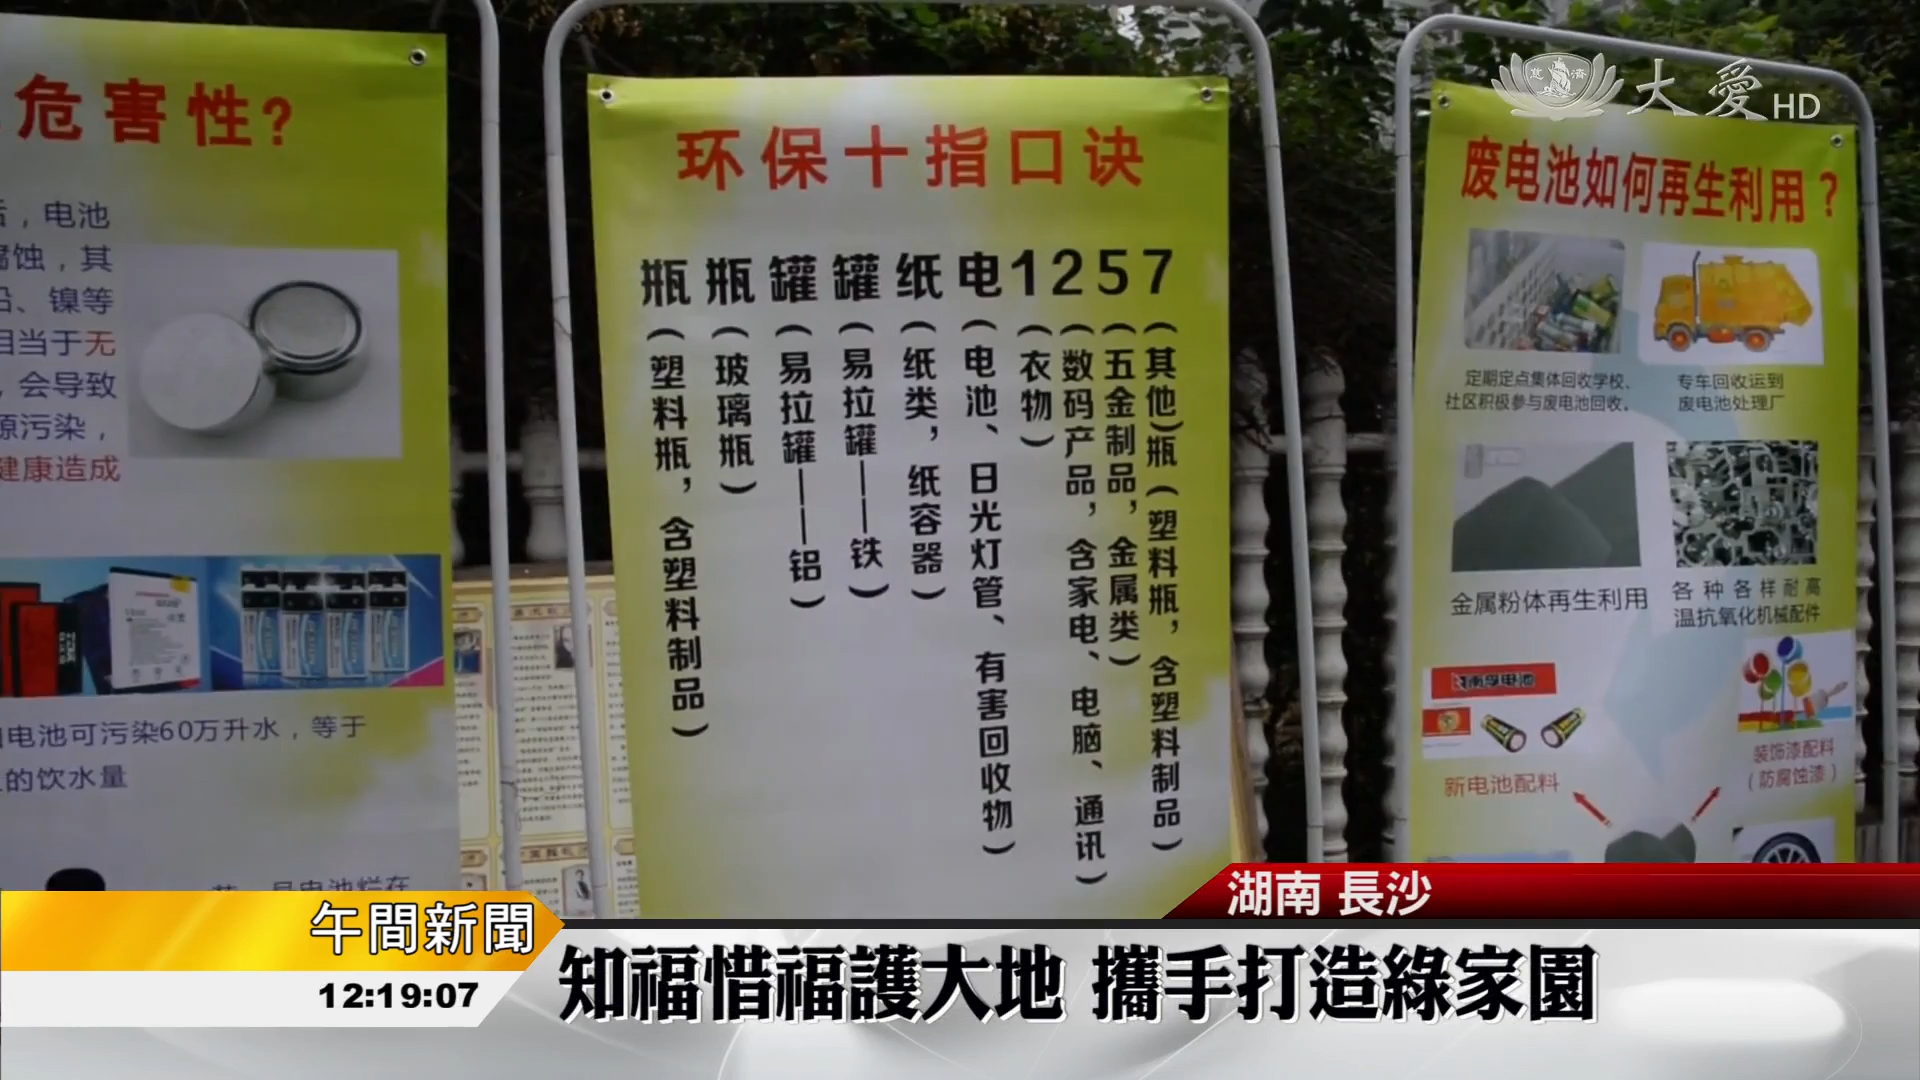 危害性?
，电池
腐蚀，其
、镍等
相当于无
，会导致
源污染，
健康造成
电池可污染60万升水，等于
的饮水量
环保十指口诀
瓶瓶罐罐纸电1257
（塑料瓶，含塑料制品）
（玻璃瓶）
（易拉罐——铝）
（易拉罐——铁）
（纸类，纸容器）
（电池、日光灯管、有害回收物）
（衣物）
（数码产品，含家电、电脑、通讯）
（五金制品，金属类）
（其他）瓶（塑料瓶，含塑料制品）
慈濟
大愛HD
废电池如何再生利用？
定期定点集体回收学校、
社区积极参与废电池回收。
专车回收运到
废电池处理厂
金属粉体再生利用
各种各样耐高
温抗氧化机械配件
新电池配料
装饰漆配料
（防腐蚀漆）
湖南 長沙
午間新聞
12:19:07
知福惜福護大地 攜手打造綠家園